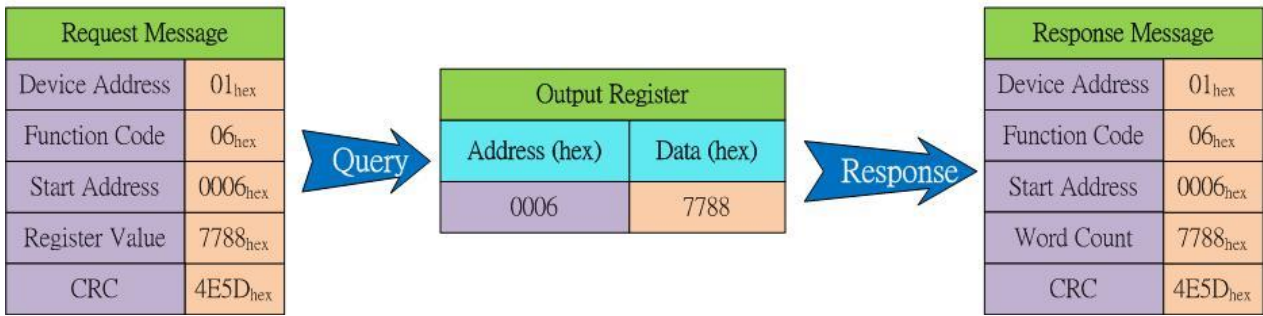 Request Message
Device Address 01hex
Function Code 06hex
Start Address 0006hex
Register Value 7788hex
CRC 4E5Dhex
Query
Output Register
Address (hex) Data (hex)
0006 7788
Response
Response Message
Device Address 01hex
Function Code 06hex
Start Address 0006hex
Word Count 7788hex
CRC 4E5Dhex